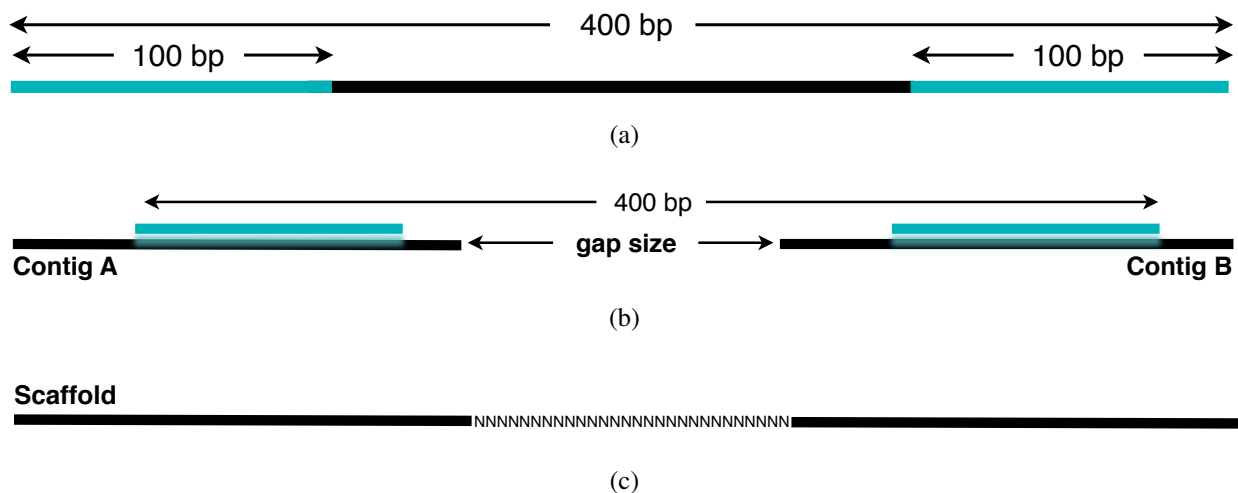 400 bp
100 bp 100 bp
(a)
400 bp
gap size
Contig A Contig B
(b)
Scaffold
NNNNNNNNNNNNNNNNNNNNNNNNNNNN
(c)